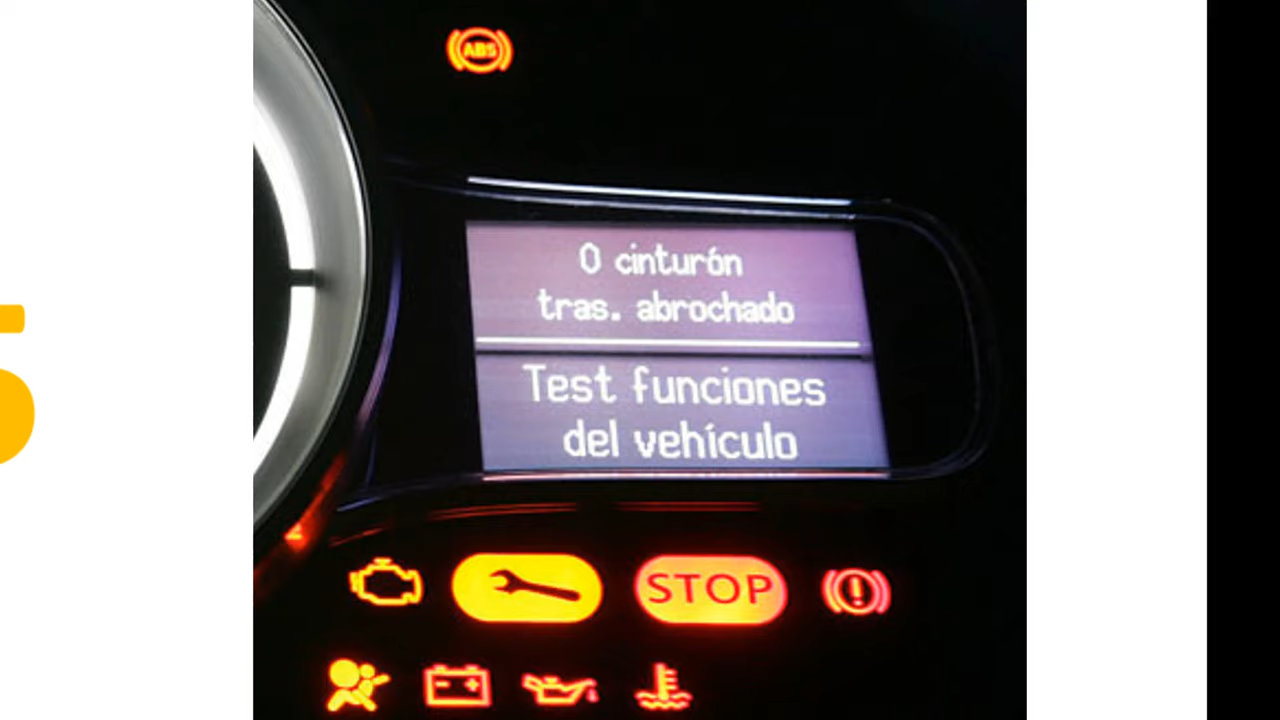 ABS
0 cinturón
tras. abrochado
Test funciones
del vehículo
STOP